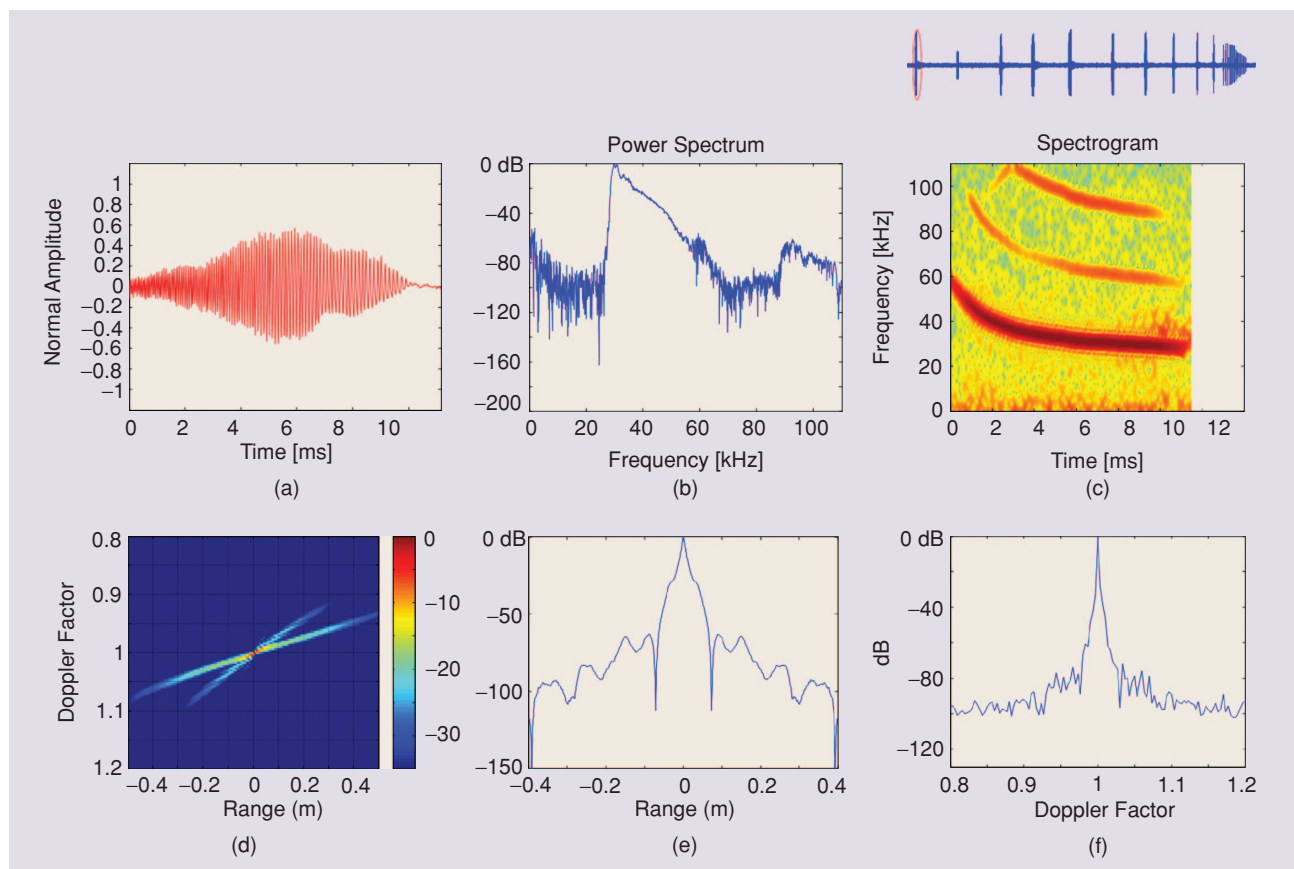 Power Spectrum
Spectrogram
Normal Amplitude
1
0.8
0.6
0.4
0.2
0
−0.2
−0.4
−0.6
−0.8
−1
0 2 4 6 8 10
Time [ms]
(a)
0 dB
−40
−80
−120
−160
−200
0 20 40 60 80 100
Frequency [kHz]
(b)
Frequency [kHz]
100
80
60
40
20
0
0 2 4 6 8 10 12
Time [ms]
(c)
Doppler Factor
0.8
0.9
1
1.1
1.2
−0.4 −0.2 0 0.2 0.4
Range (m)
0
−10
−20
−30
(d)
0 dB
−50
−100
−150
−0.4 −0.2 0 0.2 0.4
Range (m)
(e)
dB
0 dB
−40
−80
−120
0.8 0.9 1 1.1 1.2
Doppler Factor
(f)